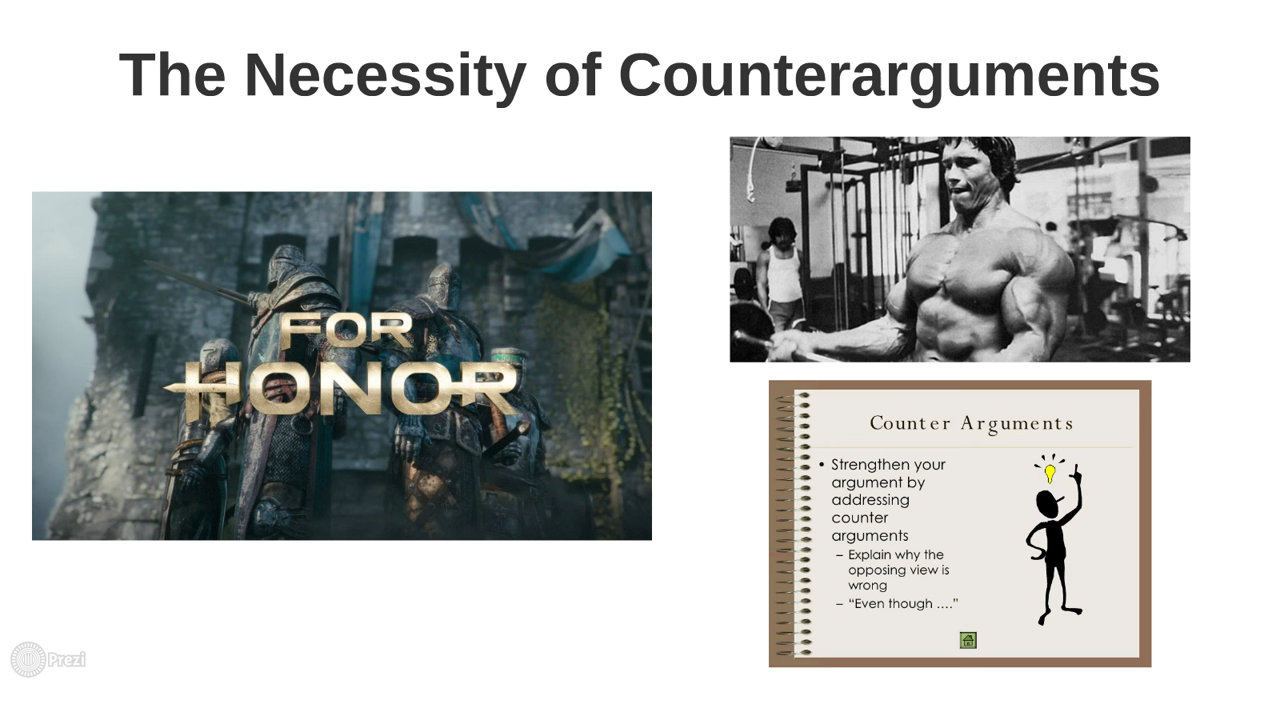 The Necessity of Counterarguments
FOR
HONOR
Counter Arguments
• Strengthen your
argument by
addressing
counter
arguments
– Explain why the
opposing view is
wrong
– “Even though ....”
Prezi